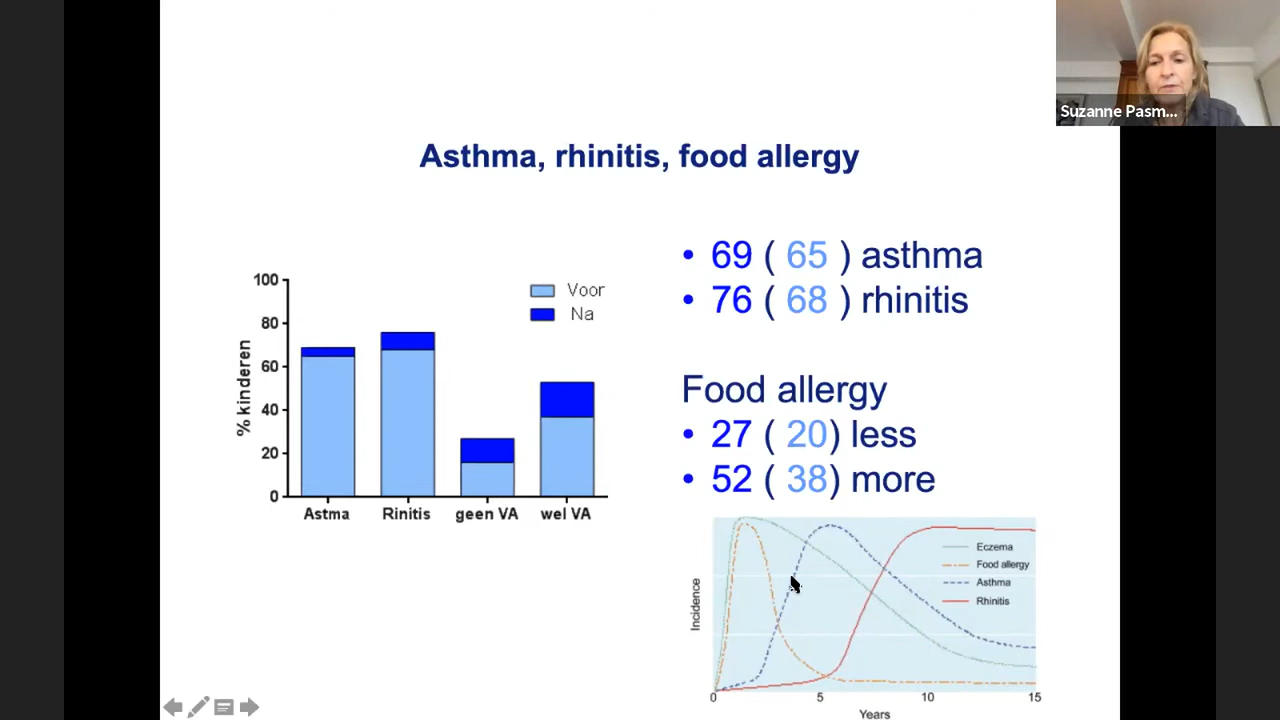 Suzanne Pasm...
Asthma, rhinitis, food allergy
• 69 ( 65 ) asthma
• 76 ( 68 ) rhinitis
Food allergy
• 27 ( 20) less
• 52 ( 38) more
% kinderen
100
80
60
40
20
0
Voor
Na
Astma Rinitis geen VA wel VA
Incidence
Eczema
Food allergy
Asthma
Rhinitis
0 5 10 15
Years